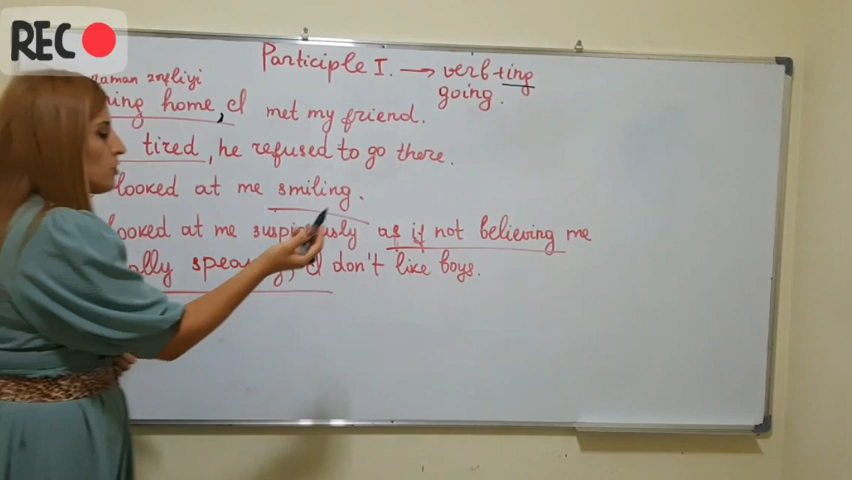 REC
Participle I. → verb+ing
going.
zaman zərfliyi
home, I met my friend.
tired, he refused to go there.
looked at me smiling.
looked at me suspiciously as if not believing me
speaking, I don't like boys.